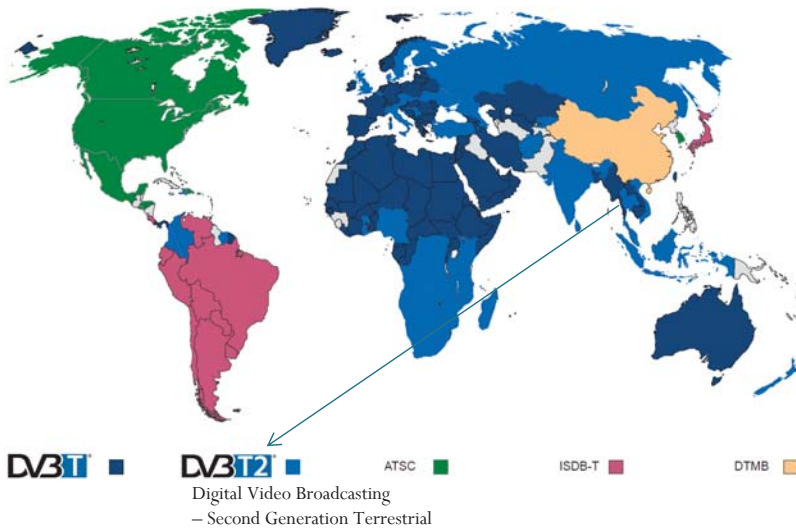 DVB T
DVB T2
ATSC
ISDB-T
DTMB
Digital Video Broadcasting
– Second Generation Terrestrial